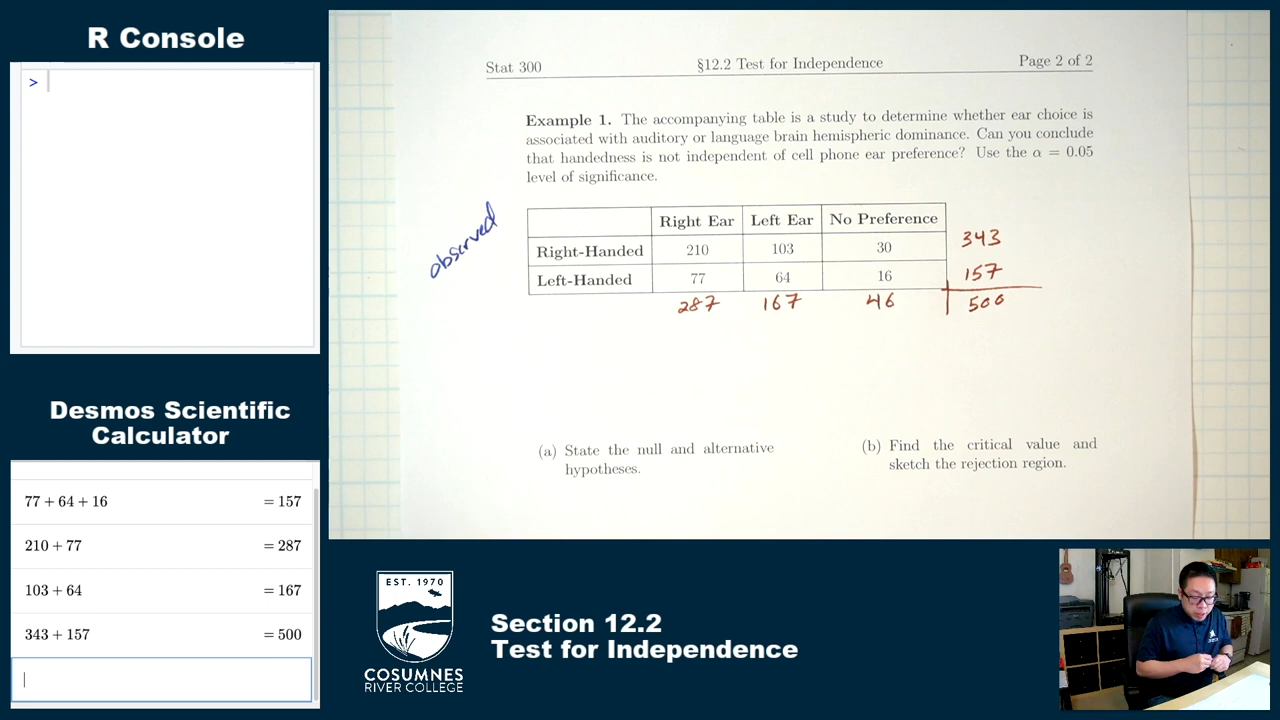 R Console
>
Desmos Scientific
Calculator
77 + 64 + 16 = 157
210 + 77 = 287
103 + 64 = 167
343 + 157 = 500
Stat 300 §12.2 Test for Independence Page 2 of 2
Example 1. The accompanying table is a study to determine whether ear choice is
associated with auditory or language brain hemispheric dominance. Can you conclude
that handedness is not independent of cell phone ear preference? Use the α = 0.05
level of significance.
observed
Right Ear Left Ear No Preference
Right-Handed 210 103 30 343
Left-Handed 77 64 16 157
287 167 46 500
(a) State the null and alternative
hypotheses.
(b) Find the critical value and
sketch the rejection region.
EST. 1970
COSUMNES
RIVER COLLEGE
Section 12.2
Test for Independence